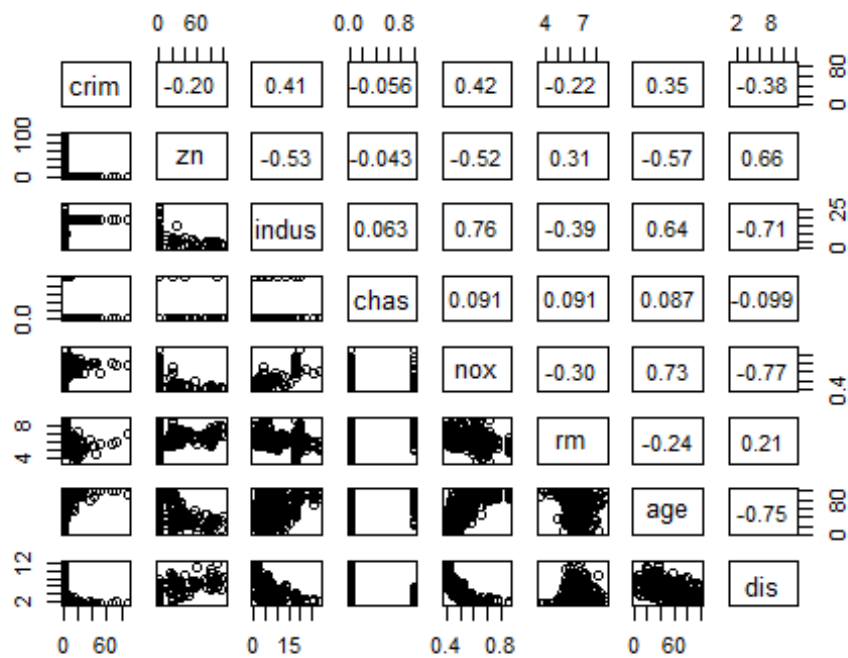 0 60 0.0 0.8 4 7 2 8
crim -0.20 0.41 -0.056 0.42 -0.22 0.35 -0.38 0 80
0 100 zn -0.53 -0.043 -0.52 0.31 -0.57 0.66
indus 0.063 0.76 -0.39 0.64 -0.71 0 25
0.0 chas 0.091 0.091 0.087 -0.099
nox -0.30 0.73 -0.77 0.4
4 8 rm -0.24 0.21
age -0.75 0 80
2 12 dis
0 60 0 15 0.4 0.8 0 60